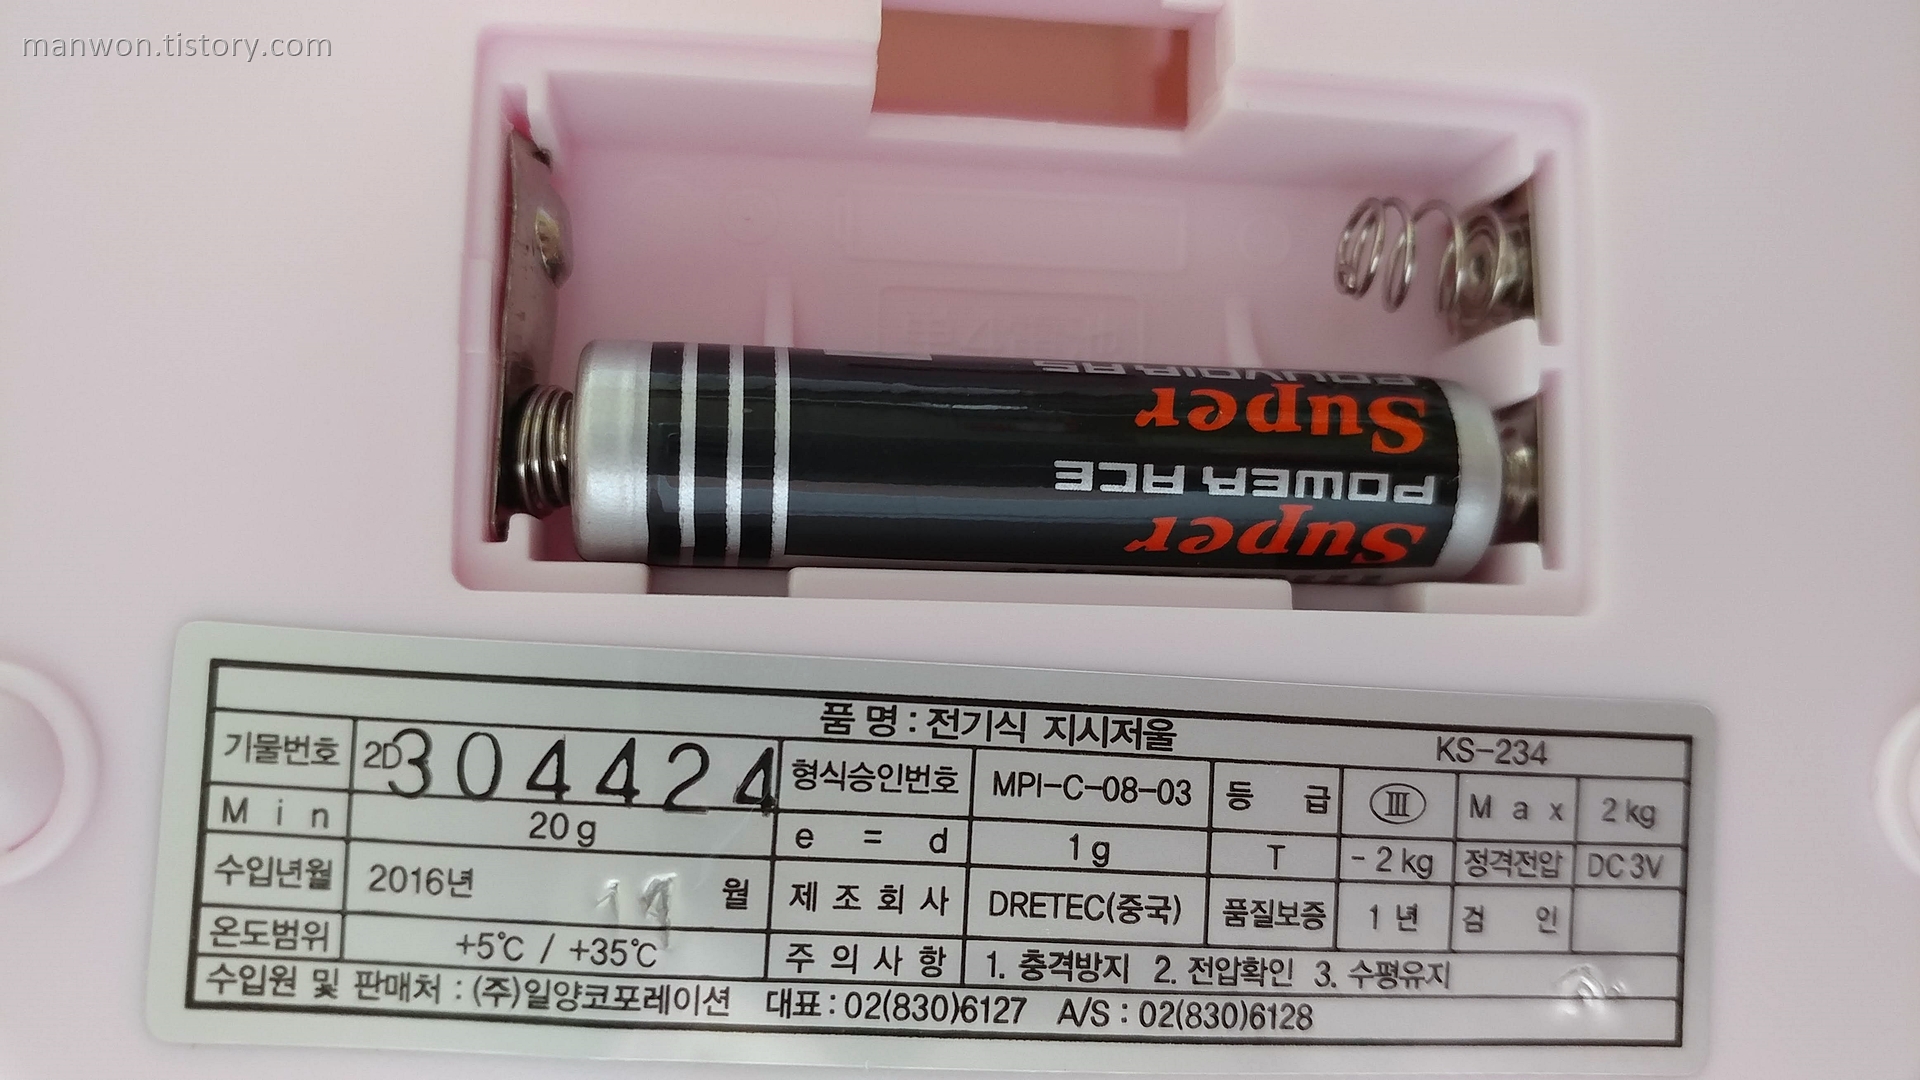 manwon.tistory.com
Super
POWER ACE
Super
품 명 : 전기식 지시저울 KS-234
기물번호 2D304424 형식승인번호 MPI-C-08-03 등 급 Ⅲ Max 2 kg
Min 20 g e = d 1 g T - 2 kg 정격전압 DC 3V
수입년월 2016년 11 월 제조회사 DRETEC(중국) 품질보증 1 년 검 인
온도범위 +5℃ / +35℃ 주의사항 1. 충격방지 2. 전압확인 3. 수평유지
수입원 및 판매처 : (주)일양코포레이션 대표 : 02(830)6127 A/S : 02(830)6128